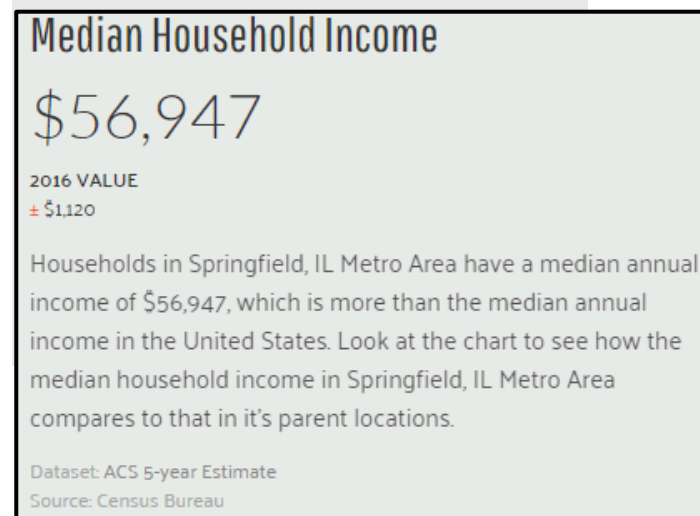 Median Household Income
$56,947
2016 VALUE
± $1,120
Households in Springfield, IL Metro Area have a median annual
income of $56,947, which is more than the median annual
income in the United States. Look at the chart to see how the
median household income in Springfield, IL Metro Area
compares to that in it's parent locations.
Dataset: ACS 5-year Estimate
Source: Census Bureau